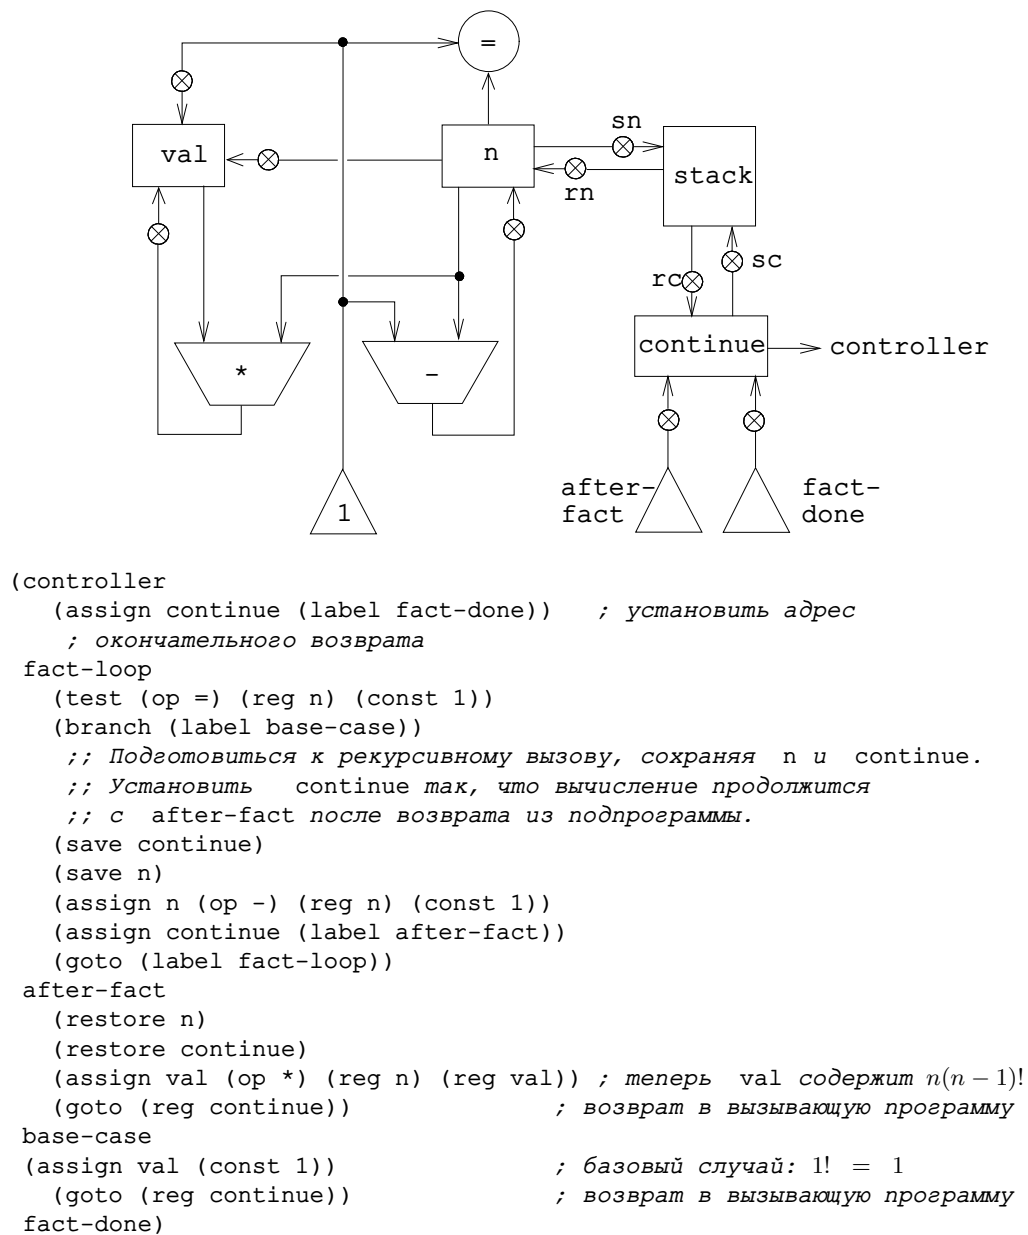 =
sn
val
n
stack
rn
sc
rc
continue
controller
*
−
after–
fact–
1
fact
done
(controller
(assign continue (label fact–done)) ; установить адрес
; окончательного возврата
fact–loop
(test (op =) (reg n) (const 1))
(branch (label base–case))
;; Подготовиться к рекурсивному вызову, сохраняя n и continue.
;; Установить continue так, что вычисление продолжится
;; с after–fact после возврата из подпрограммы.
(save continue)
(save n)
(assign n (op –) (reg n) (const 1))
(assign continue (label after–fact))
(goto (label fact–loop))
after–fact
(restore n)
(restore continue)
(assign val (op *) (reg n) (reg val)) ; теперь val содержит n(n − 1)!
(goto (reg continue)) ; возврат в вызывающую программу
base–case
(assign val (const 1)) ; базовый случай: 1! = 1
(goto (reg continue)) ; возврат в вызывающую программу
fact–done)